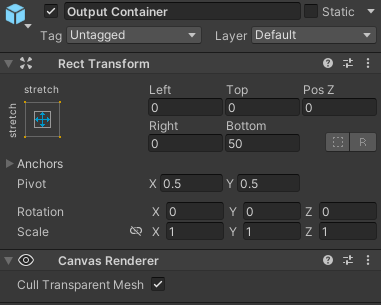 Output Container
Static
Tag Untagged Layer Default
Rect Transform
stretch
stretch
Left Top Pos Z
0 0 0
Right Bottom
0 50
R
Anchors
Pivot X 0.5 Y 0.5
Rotation X 0 Y 0 Z 0
Scale X 1 Y 1 Z 1
Canvas Renderer
Cull Transparent Mesh